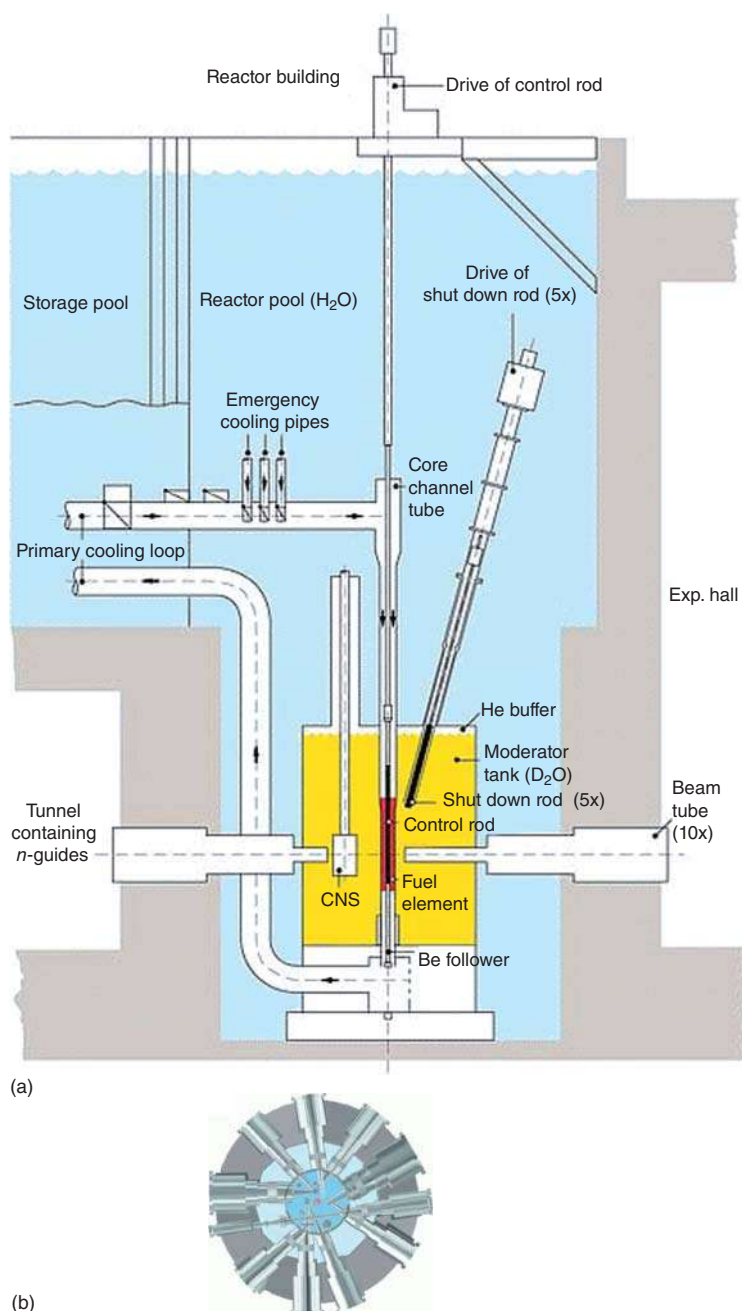 Reactor building
Drive of control rod
Drive of
shut down rod (5x)
Storage pool
Reactor pool (H₂O)
Emergency
cooling pipes
Core
channel
tube
Primary cooling loop
Exp. hall
He buffer
Moderator
tank (D₂O)
Shut down rod (5x)
Beam
tube
(10x)
Tunnel
containing
n-guides
Control rod
CNS
Fuel
element
Be follower
(a)
(b)